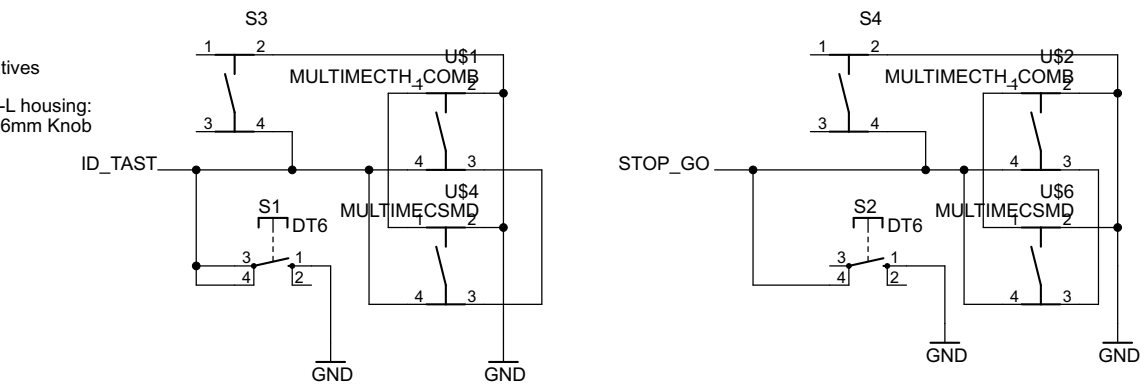 S3
1 2
tives
U$1
MULTIMECTH_COMB
1 2
-L housing:
6mm Knob
3 4
ID_TAST
4 3
U$4
MULTIMECSMD
1 2
S1
DT6
3 1
4 2
4 3
GND
GND
S4
1 2
U$2
MULTIMECTH_COMB
1 2
3 4
STOP_GO
4 3
U$6
MULTIMECSMD
1 2
S2
DT6
3 1
4 2
4 3
GND
GND